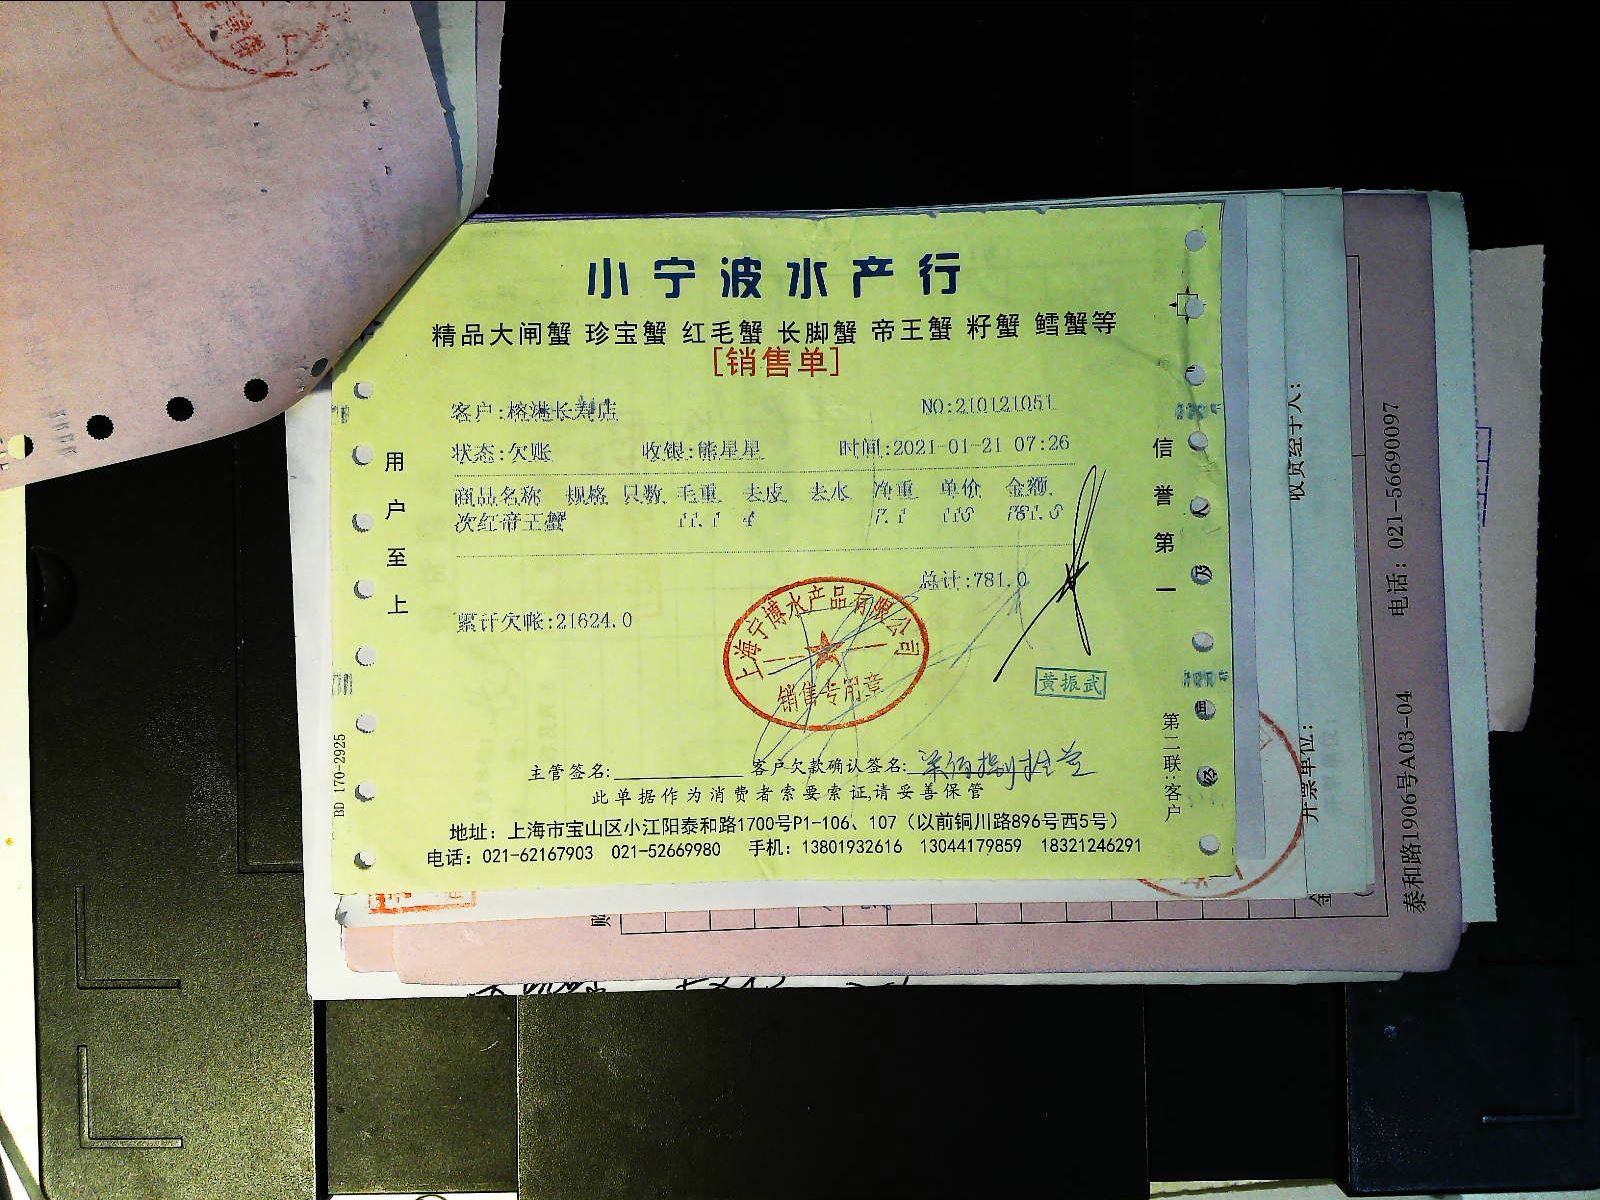 小宁波水产行
精品大闸蟹 珍宝蟹 红毛蟹 长脚蟹 帝王蟹 籽蟹 鳕蟹等
[销售单]
客户:榕港长寿店 NO:210121051
状态:欠账 收银:熊星星 时间:2021-01-21 07:26
商品名称 规格 只数 毛重 去皮 去水 净重 单价 金额
次红帝王蟹 11.1 4 7.1 110 781.0
总计:781.0
累计欠帐:21624.0
上海宁博水产品有限公司
销售专用章
黄振武
主管签名: 客户欠款确认签名:
此单据作为消费者索要索证,请妥善保管
地址：上海市宝山区小江阳泰和路1700号P1-106、107（以前铜川路896号西5号）
电话：021-62167903 021-52669980 手机：13801932616 13044179859 18321246291
用户至上
信誉第一
第二联:客户
BD 170-2925
收货经手人：
开票单位：
泰和路1906号A03-04 电话：021-5669097